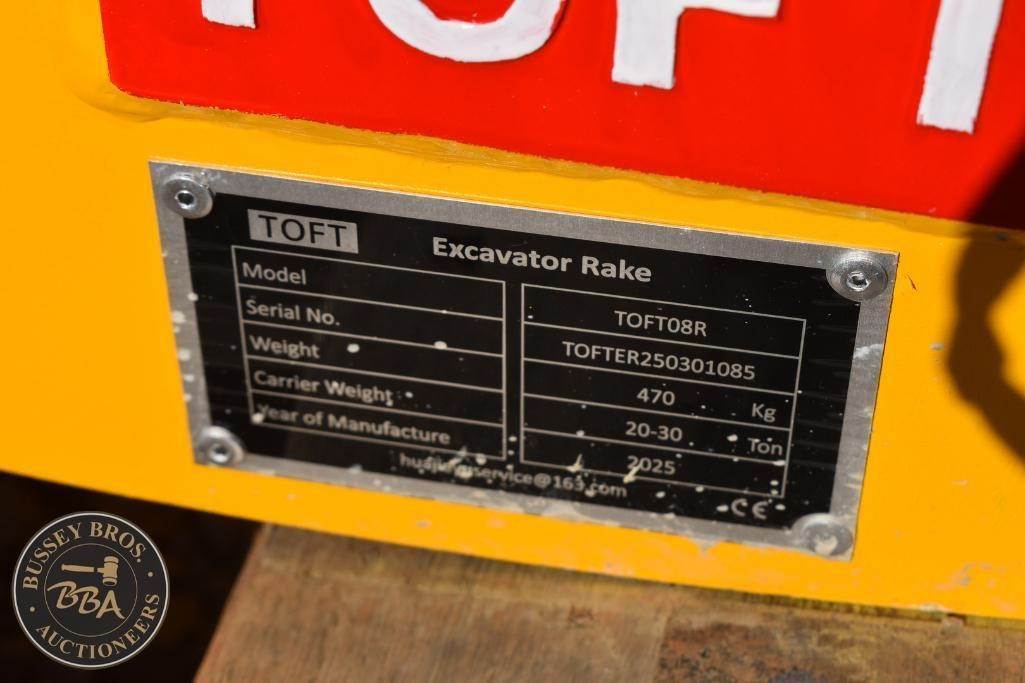 TOFT
TOFT
Excavator Rake
Model TOFT08R
Serial No. TOFTER250301085
Weight 470 Kg
Carrier Weight 20-30 Ton
Year of Manufacture 2025
CE
BUSSEY BROS.
BBA
AUCTIONEERS